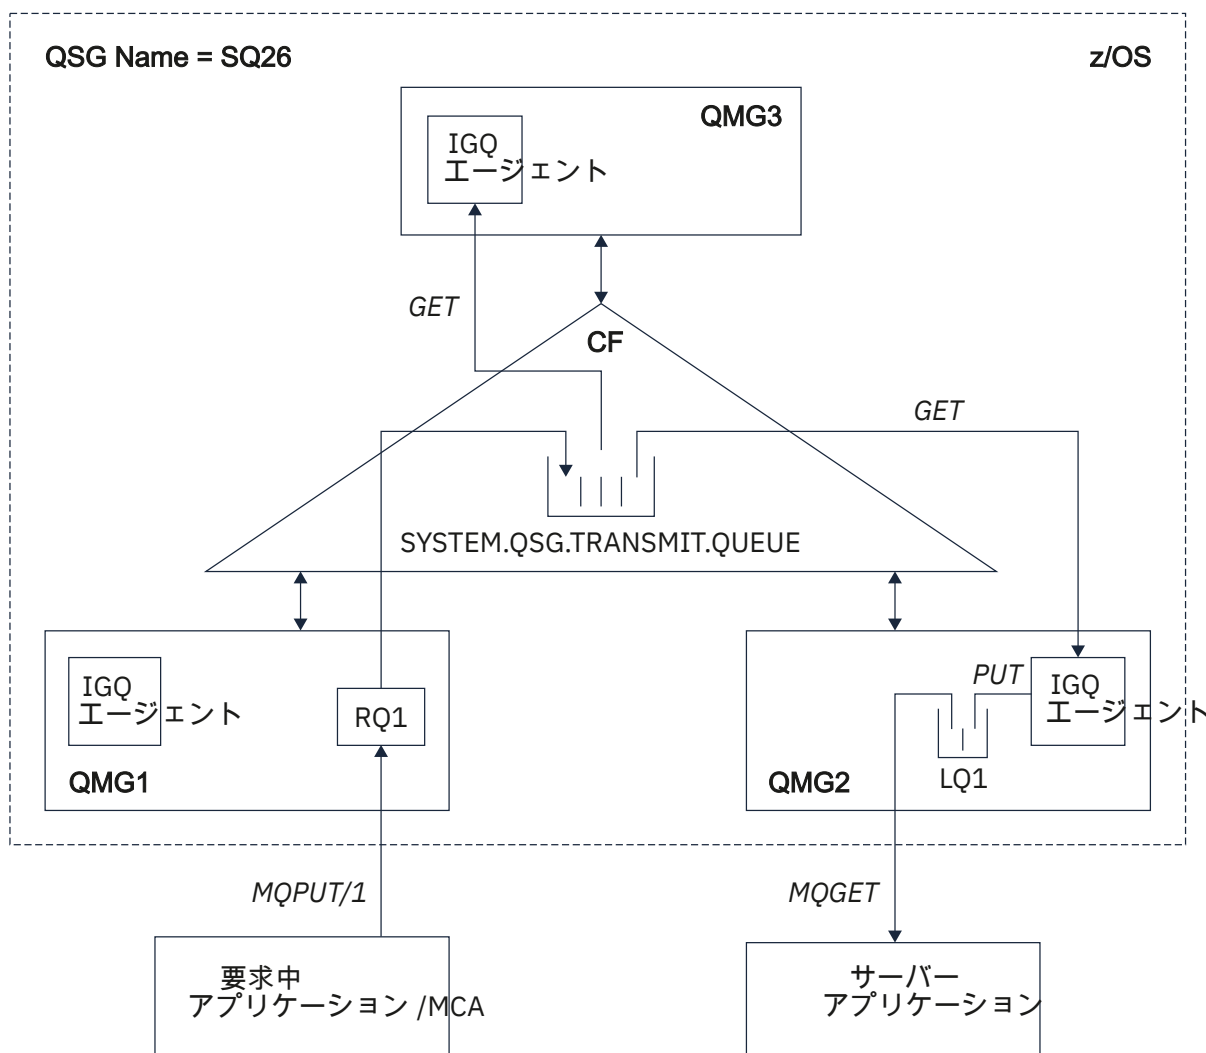 QSG Name = SQ26
z/OS
QMG3
IGQ
エージェント
GET
CF
GET
SYSTEM.QSG.TRANSMIT.QUEUE
IGQ
エージェント
RQ1
QMG1
PUT
IGQ
エージェント
LQ1
QMG2
MQPUT/1
MQGET
要求中
アプリケーション /MCA
サーバー
アプリケーション